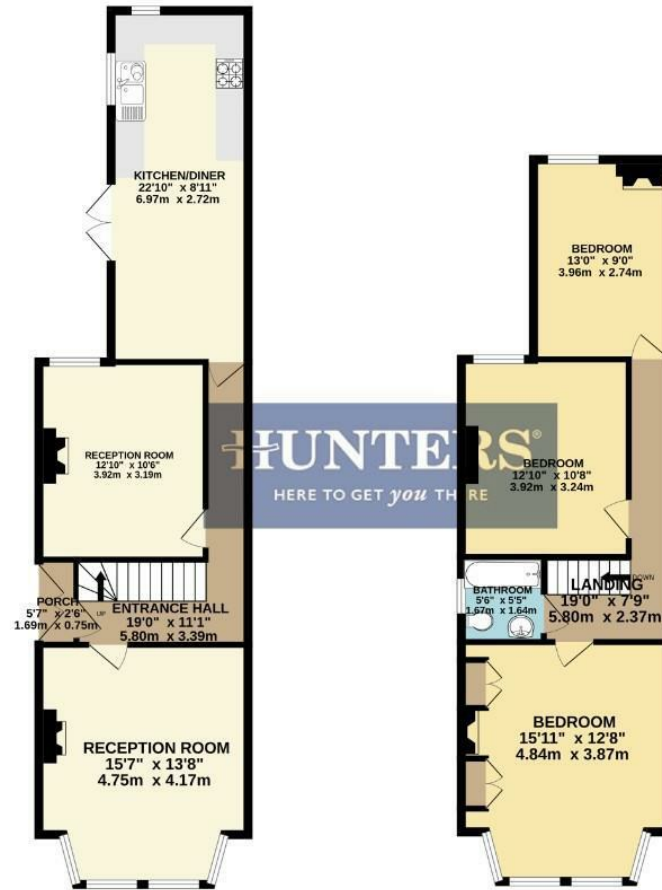 KITCHEN/DINER
22'10" x 8'11"
6.97m x 2.72m
RECEPTION ROOM
12'10" x 10'6"
3.92m x 3.19m
PORCH
5'7" x 2'6"
1.69m x 0.75m
UP
ENTRANCE HALL
19'0" x 11'1"
5.80m x 3.39m
RECEPTION ROOM
15'7" x 13'8"
4.75m x 4.17m
HUNTERS®
HERE TO GET you THERE
BEDROOM
13'0" x 9'0"
3.96m x 2.74m
BEDROOM
12'10" x 10'8"
3.92m x 3.24m
BATHROOM
5'6" x 5'5"
1.67m x 1.64m
DOWN
LANDING
19'0" x 7'9"
5.80m x 2.37m
BEDROOM
15'11" x 12'8"
4.84m x 3.87m